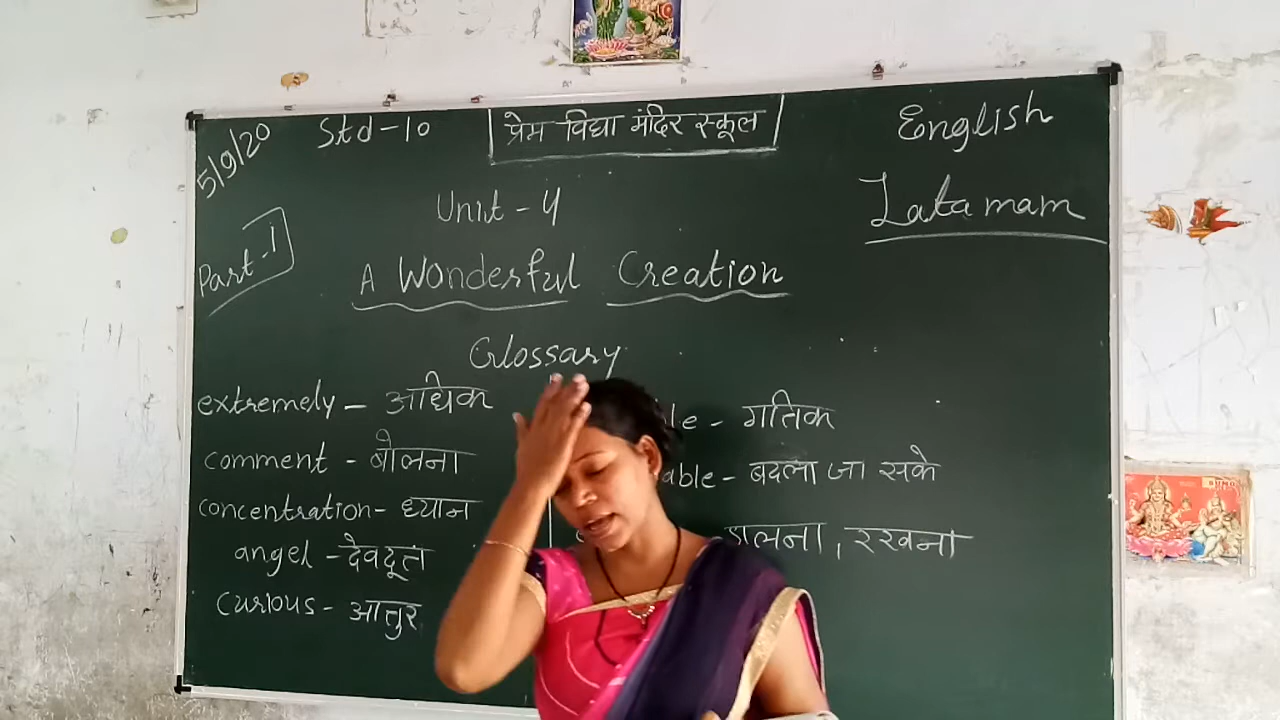 5/9/20
Std-10
प्रेम विद्या मंदिर स्कूल
English
Lata mam
Unit-4
Part-1
A Wonderful Creation
Glossary
extremely - अधिक
comment - बोलना
concentration - ध्यान
angel - देवदूत
curious - आतुर
le - गतिक
able - बदला जा सके
डालना, रखना